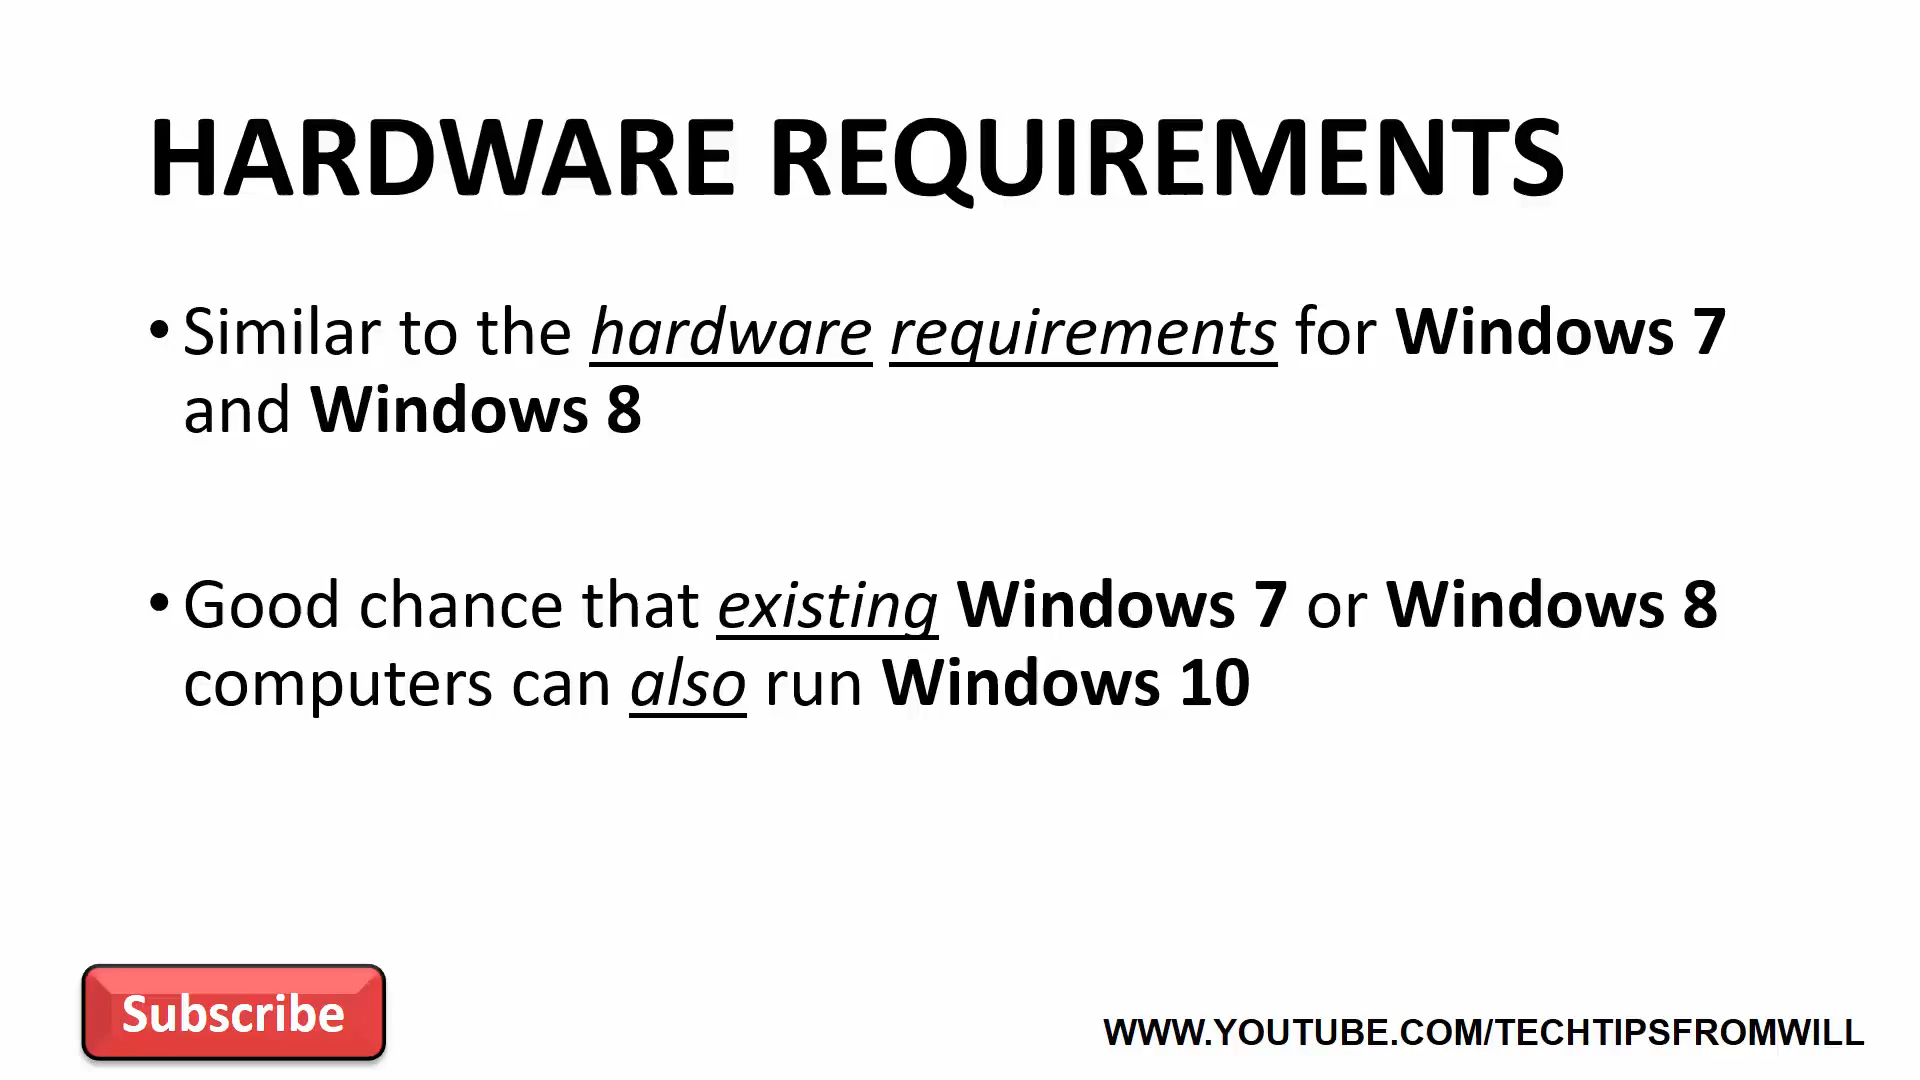 HARDWARE REQUIREMENTS
• Similar to the hardware requirements for Windows 7
and Windows 8
• Good chance that existing Windows 7 or Windows 8
computers can also run Windows 10
Subscribe
WWW.YOUTUBE.COM/TECHTIPSFROMWILL